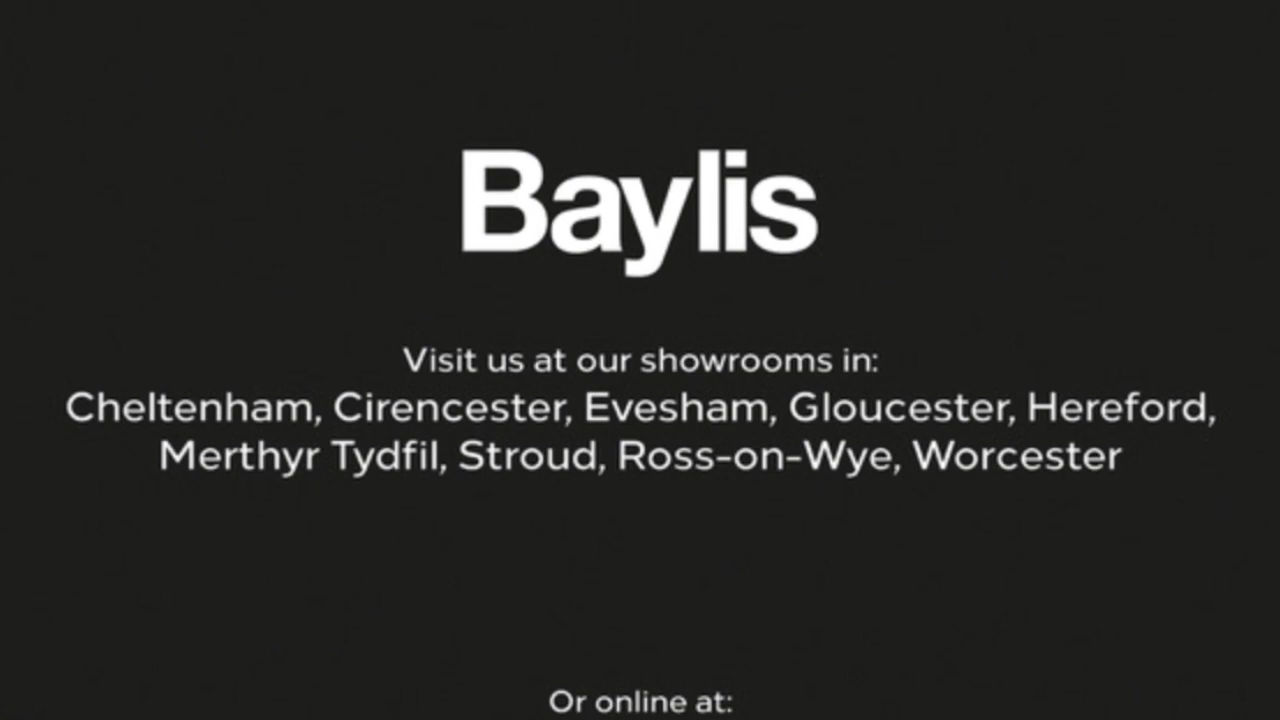 Baylis
Visit us at our showrooms in:
Cheltenham, Cirencester, Evesham, Gloucester, Hereford,
Merthyr Tydfil, Stroud, Ross-on-Wye, Worcester
Or online at: